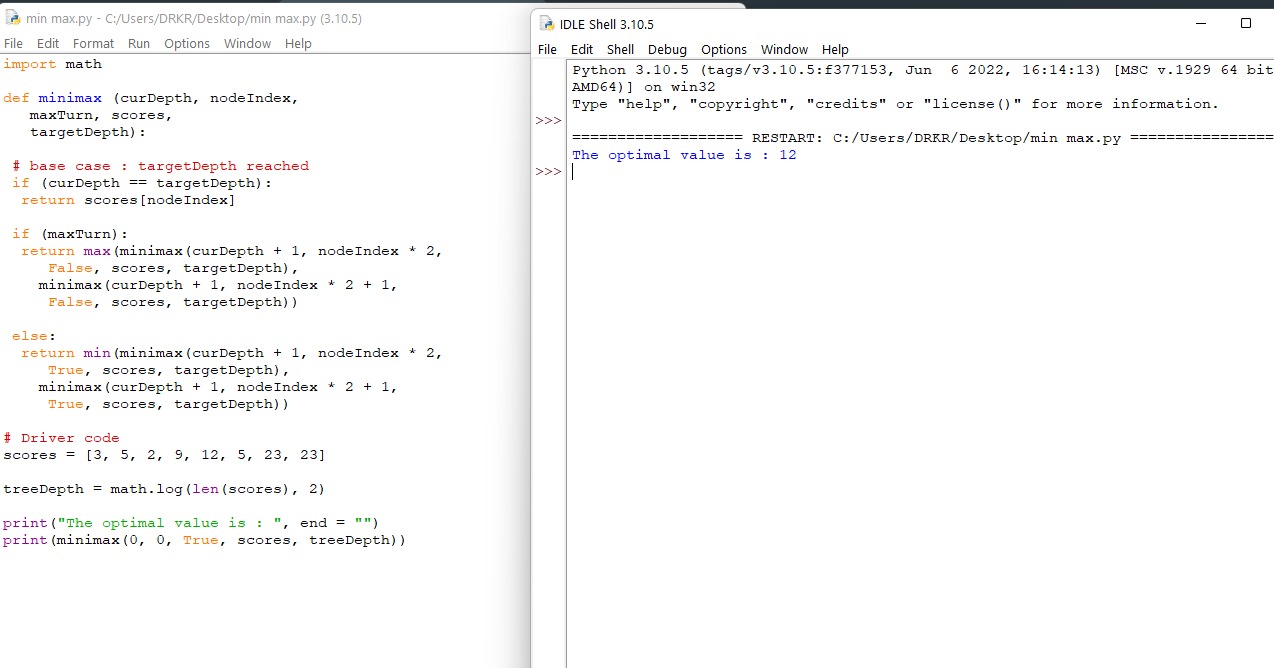 min max.py - C:/Users/DRKR/Desktop/min max.py (3.10.5)
File Edit Format Run Options Window Help
import math
def minimax (curDepth, nodeIndex,
maxTurn, scores,
targetDepth):
# base case : targetDepth reached
if (curDepth == targetDepth):
return scores[nodeIndex]
if (maxTurn):
return max(minimax(curDepth + 1, nodeIndex * 2,
False, scores, targetDepth),
minimax(curDepth + 1, nodeIndex * 2 + 1,
False, scores, targetDepth))
else:
return min(minimax(curDepth + 1, nodeIndex * 2,
True, scores, targetDepth),
minimax(curDepth + 1, nodeIndex * 2 + 1,
True, scores, targetDepth))
# Driver code
scores = [3, 5, 2, 9, 12, 5, 23, 23]
treeDepth = math.log(len(scores), 2)
print("The optimal value is : ", end = "")
print(minimax(0, 0, True, scores, treeDepth))
IDLE Shell 3.10.5
File Edit Shell Debug Options Window Help
Python 3.10.5 (tags/v3.10.5:f377153, Jun  6 2022, 16:14:13) [MSC v.1929 64 bit
AMD64)] on win32
Type "help", "copyright", "credits" or "license()" for more information.
>>>
=================== RESTART: C:/Users/DRKR/Desktop/min max.py ================
The optimal value is : 12
>>>